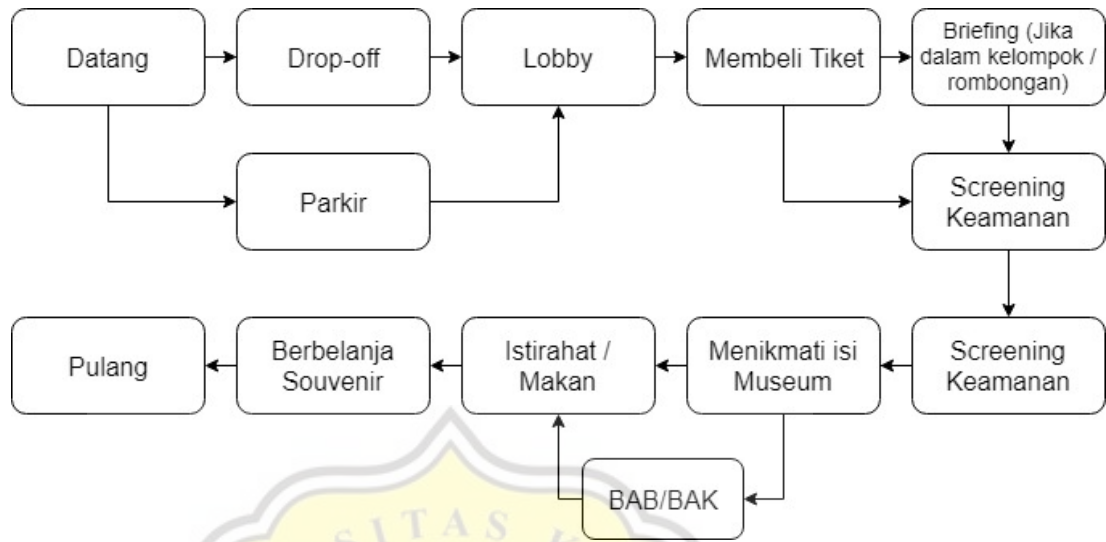 Datang
Drop-off
Lobby
Membeli Tiket
Briefing (Jika
dalam kelompok /
rombongan)
Parkir
Screening
Keamanan
Pulang
Berbelanja
Souvenir
Istirahat /
Makan
Menikmati isi
Museum
Screening
Keamanan
BAB/BAK
SITAS K